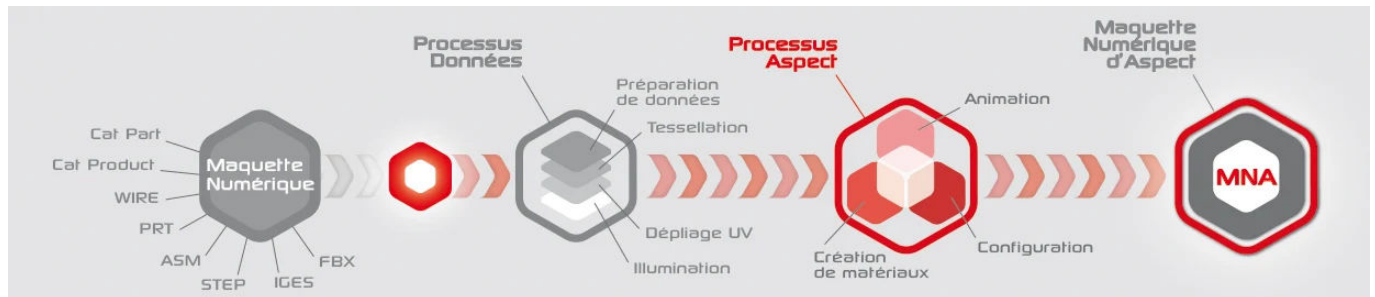 Cat Part
Cat Product
WIRE
PRT
ASM
STEP
IGES
FBX
Maquette
Numérique
Processus
Données
Préparation
de données
Tessellation
Dépliage UV
Illumination
Processus
Aspect
Animation
Création
de matériaux
Configuration
Maquette
Numérique
d'Aspect
MNA